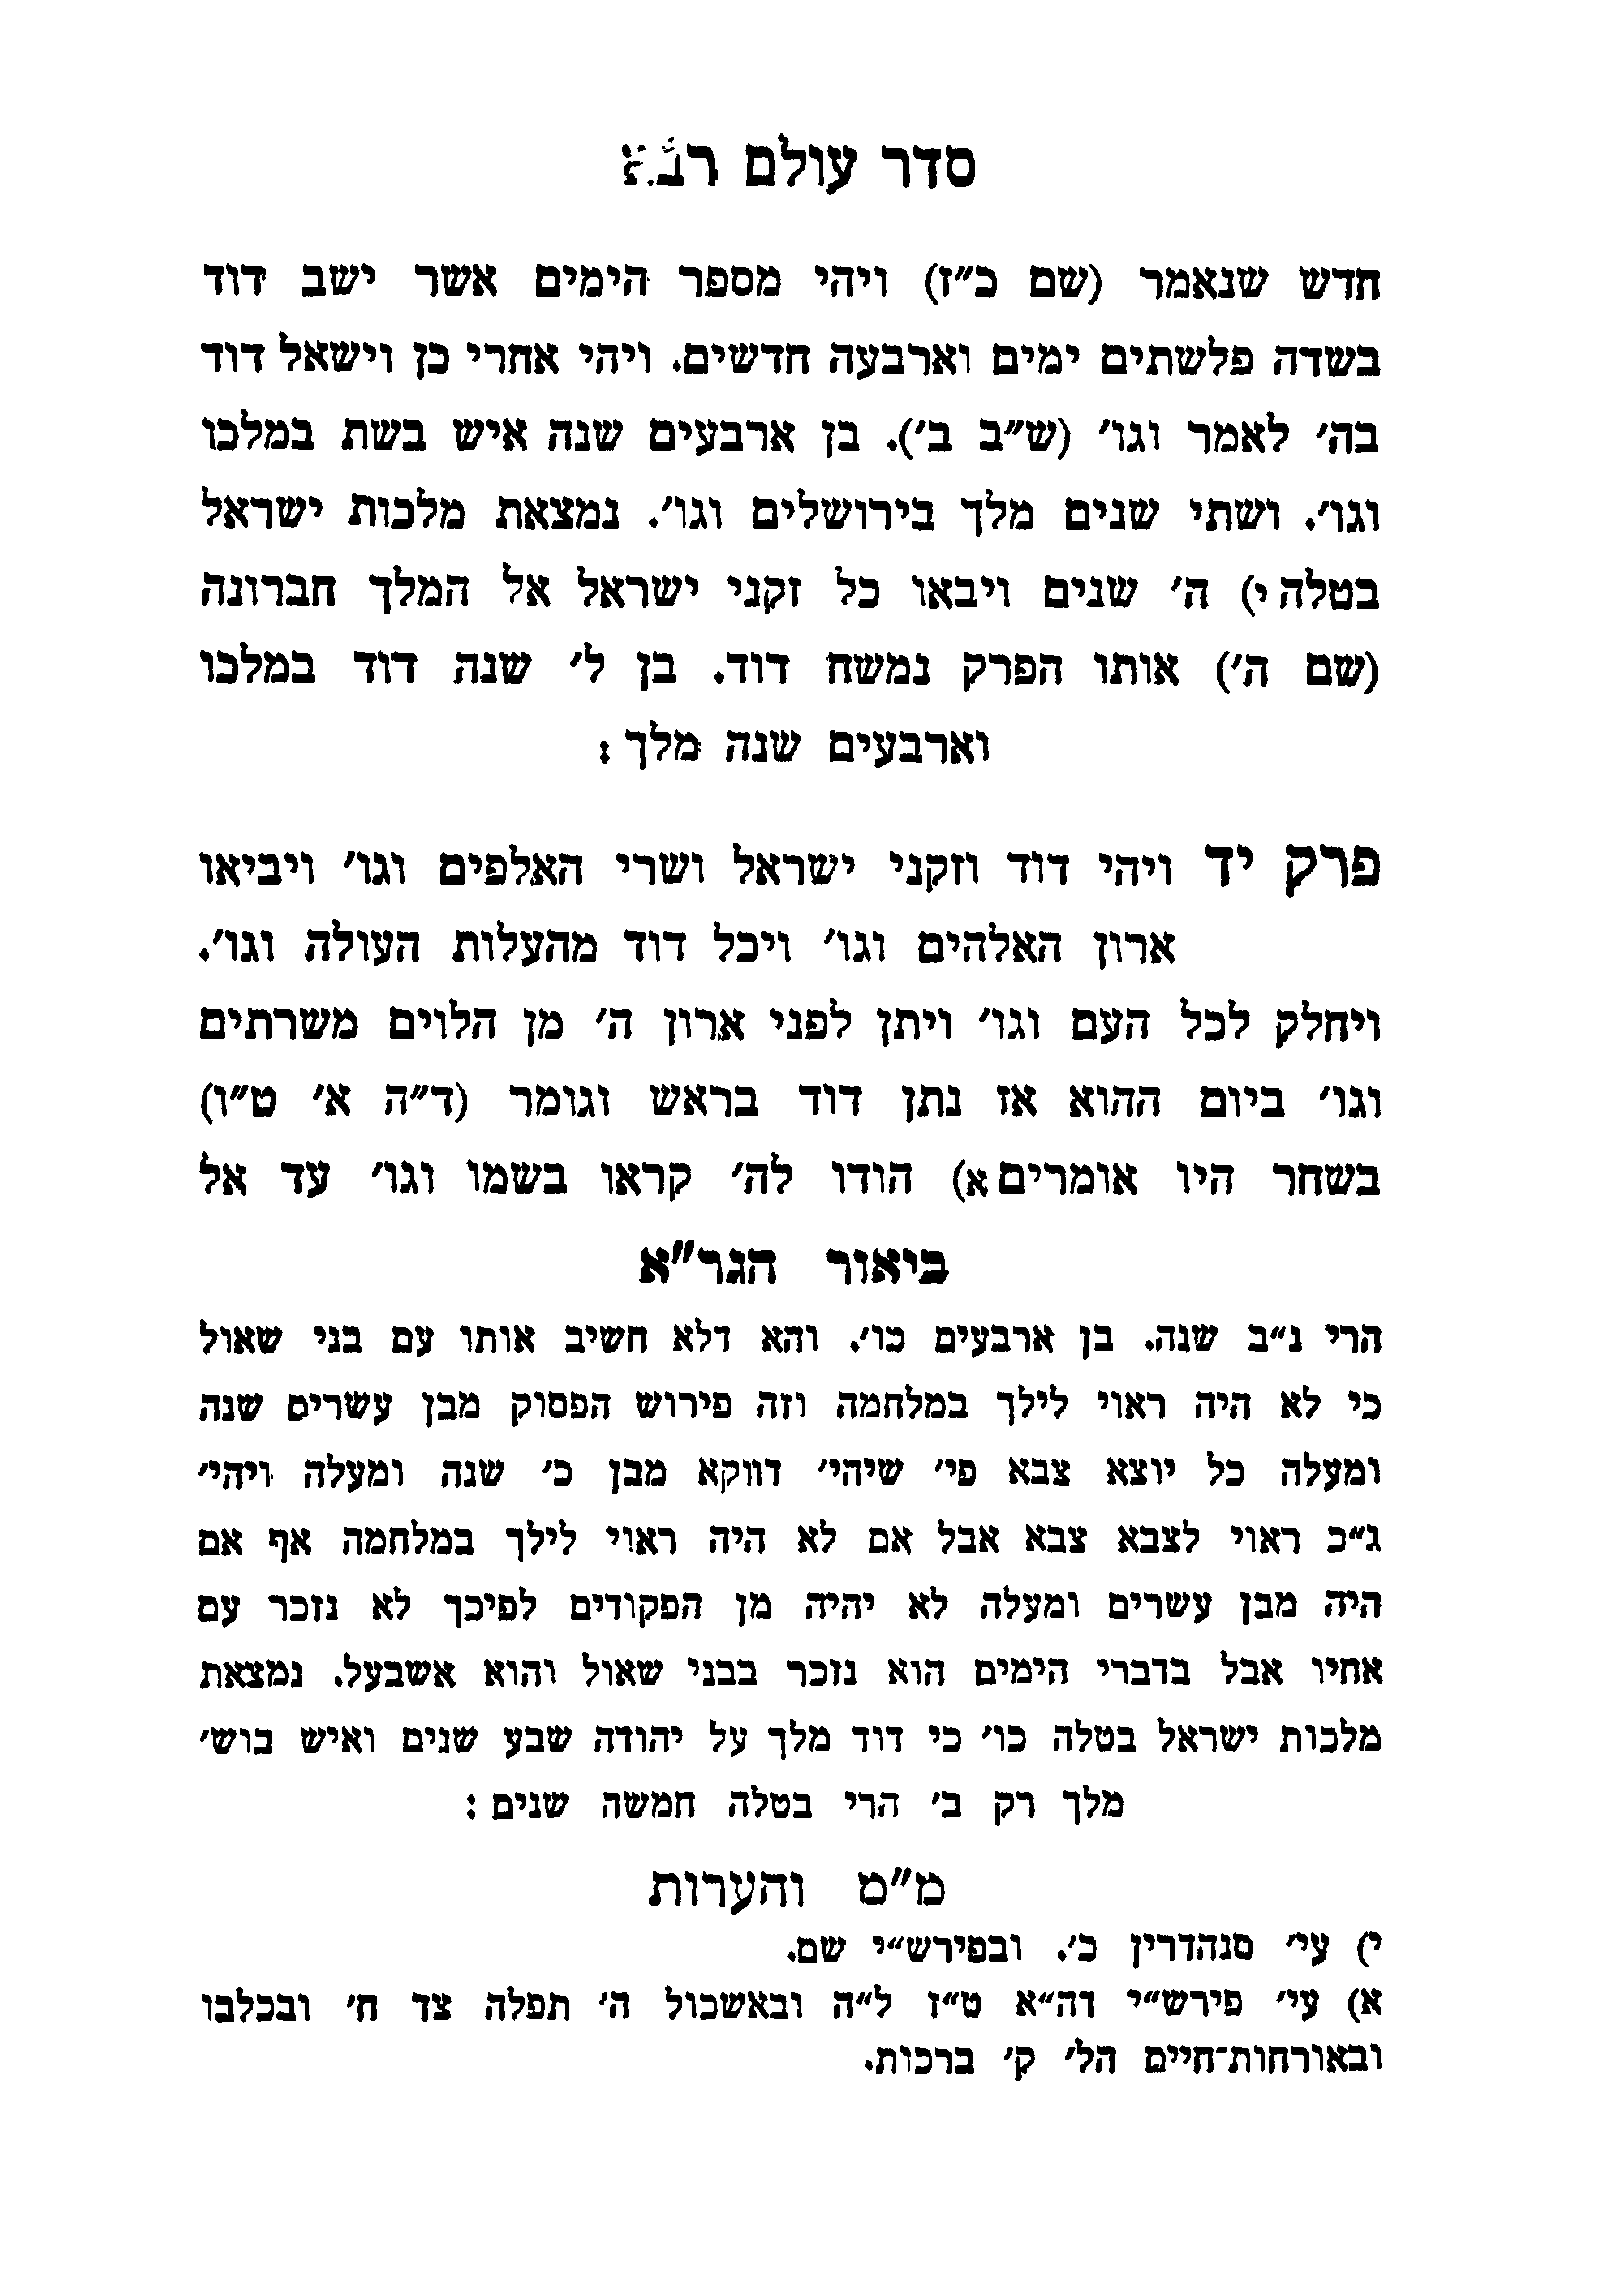 סדר עולם רבא
חדש שנאמר (שם כ״ז) ויהי מספר הימים אשר ישב דוד
בשדה פלשתים ימים וארבעה חדשים. ויהי אחרי כן וישאל דוד
בה׳ לאמר וגו׳ (ש״ב ב׳). בן ארבעים שנה איש בשת במלכו
וגו׳. ושתי שנים מלך בירושלים וגו׳. נמצאת מלכות ישראל
בטלה י) ה׳ שנים ויבאו כל זקני ישראל אל המלך חברונה
(שם ה׳) אותו הפרק נמשח דוד. בן ל׳ שנה דוד במלכו
וארבעים שנה מלך :
פרק יד ויהי דוד וזקני ישראל ושרי האלפים וגו׳ ויביאו
ארון האלהים וגו׳ ויכל דוד מהעלות העולה וגו׳.
ויחלק לכל העם וגו׳ ויתן לפני ארון ה׳ מן הלוים משרתים
וגו׳ ביום ההוא אז נתן דוד בראש וגומר (ד״ה א׳ ט״ו)
בשחר היו אומרים א) הודו לה׳ קראו בשמו וגו׳ עד אל
ביאור הגר״א
הרי נ״ב שנה. בן ארבעים כו׳. והא דלא חשיב אותו עם בני שאול
כי לא היה ראוי לילך במלחמה וזה פירוש הפסוק מבן עשרים שנה
ומעלה כל יוצא צבא פי׳ שיהי׳ דווקא מבן כ׳ שנה ומעלה ויהי׳
ג״כ ראוי לצבא צבא אבל אם לא היה ראוי לילך במלחמה אף אם
היה מבן עשרים ומעלה לא יהיה מן הפקודים לפיכך לא נזכר עם
אחיו אבל בדברי הימים הוא נזכר בבני שאול והוא אשבעל. נמצאת
מלכות ישראל בטלה כו׳ כי דוד מלך על יהודה שבע שנים ואיש בוש׳
מלך רק ב׳ הרי בטלה חמשה שנים :
מ״מ והערות
י) עי׳ סנהדרין כ׳. ובפירש״י שם.
א) עי׳ פירש״י דה״א ט״ז ל״ה ובאשכול ה׳ תפלה צד ח׳ ובכלבו
ובאורחות־חיים הל׳ ק׳ ברכות.